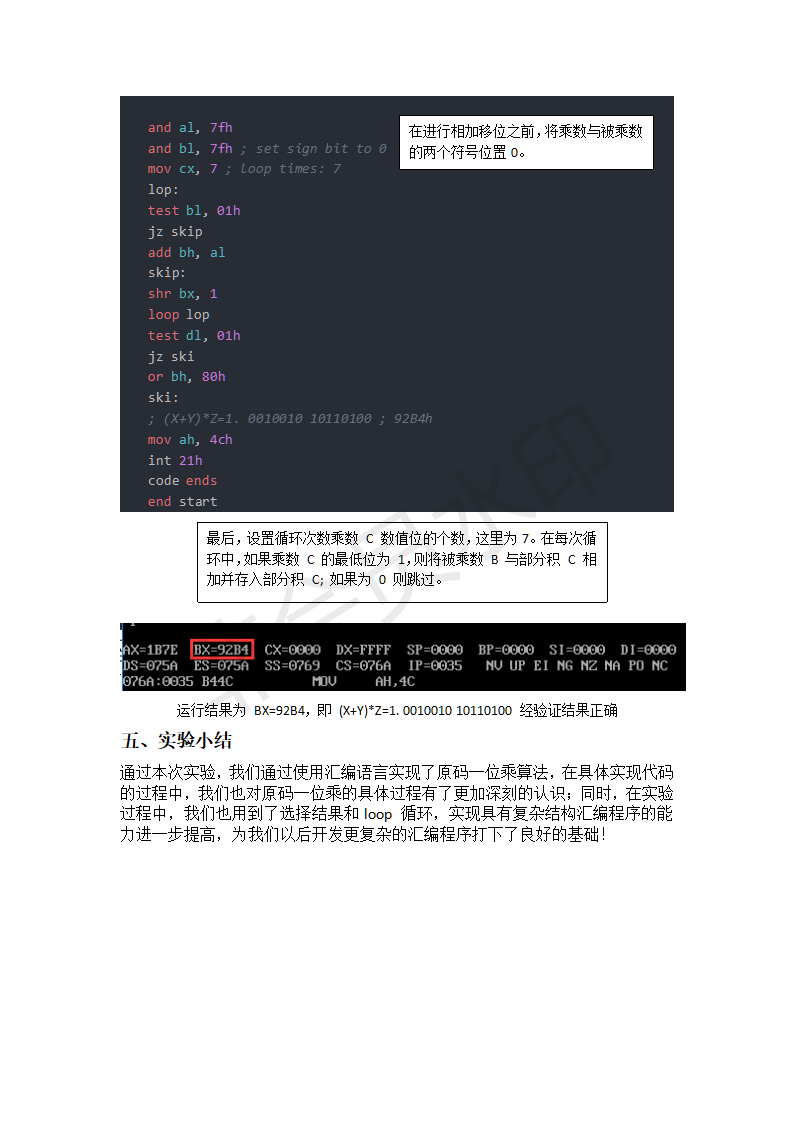 and al, 7fh
and bl, 7fh ; set sign bit to 0
mov cx, 7 ; loop times: 7
lop:
test bl, 01h
jz skip
add bh, al
skip:
shr bx, 1
loop lop
test dl, 01h
jz ski
or bh, 80h
ski:
; (X+Y)*Z=1. 0010010 10110100 ; 92B4h
mov ah, 4ch
int 21h
code ends
end start
在进行相加移位之前,将乘数与被乘数
的两个符号位置 0。
最后，设置循环次数乘数 C 数值位的个数，这里为 7。在每次循
环中，如果乘数 C 的最低位为 1,则将被乘数 B 与部分积 C 相
加并存入部分积 C; 如果为 0 则跳过。
AX=1B7E BX=92B4 CX=0000 DX=FFFF SP=0000 BP=0000 SI=0000 DI=0000
DS=075A ES=075A SS=0769 CS=076A IP=0035 NV UP EI NG NZ NA PO NC
076A:0035 B44C MOV AH,4C
运行结果为 BX=92B4，即 (X+Y)*Z=1. 0010010 10110100 经验证结果正确
五、实验小结
通过本次实验，我们通过使用汇编语言实现了原码一位乘算法，在具体实现代码
的过程中，我们也对原码一位乘的具体过程有了更加深刻的认识；同时，在实验
过程中，我们也用到了选择结果和 loop 循环，实现具有复杂结构汇编程序的能
力进一步提高，为我们以后开发更复杂的汇编程序打下了良好的基础！
非会员水印